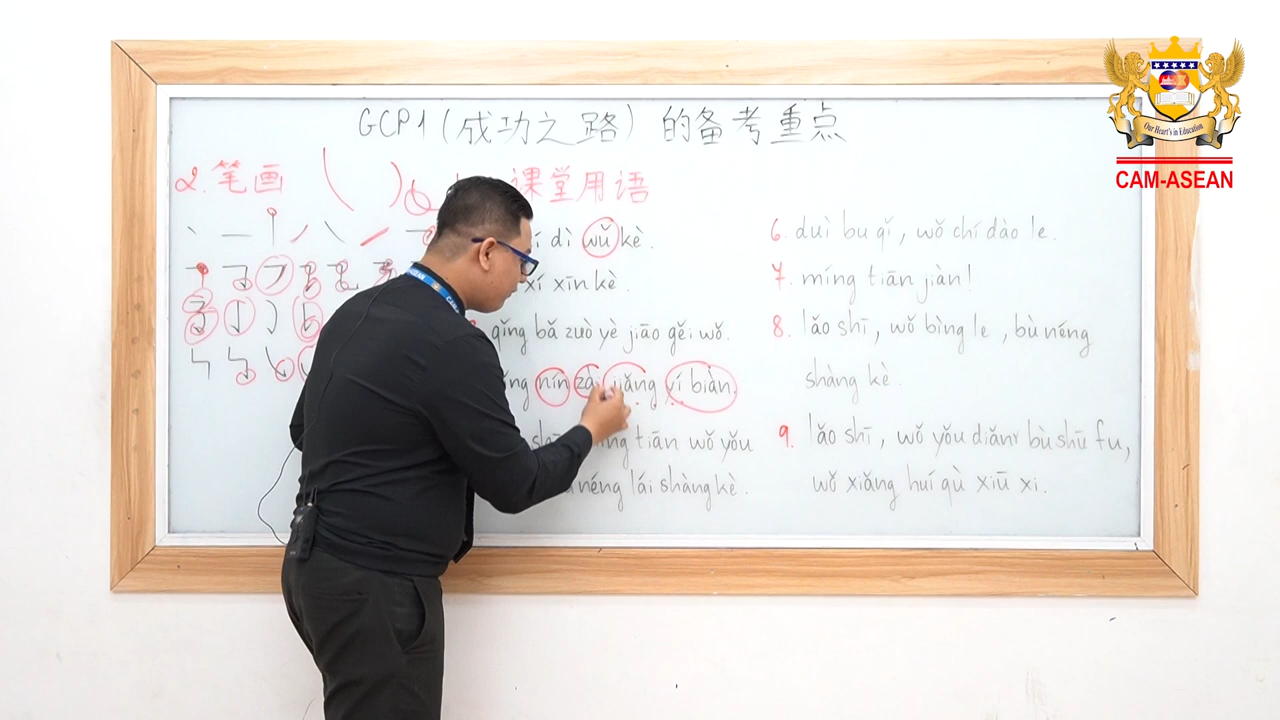 GCP1 (成功之路) 的备考重点
2. 笔画
课堂用语
dì wǔ kè.
xí xīn kè.
qǐng bǎ zuò yè jiāo gěi wǒ.
nín zài jiǎng yí biàn.
tiān wǒ yǒu
néng lái shàng kè.
6. duì bu qǐ, wǒ chí dào le.
7. míng tiān jiàn!
8. lǎo shī, wǒ bìng le, bù néng
shàng kè.
9. lǎo shī, wǒ yǒu diǎnr bù shū fu,
wǒ xiǎng huí qù xiū xi.
Our Heart's in Education
CAM-ASEAN